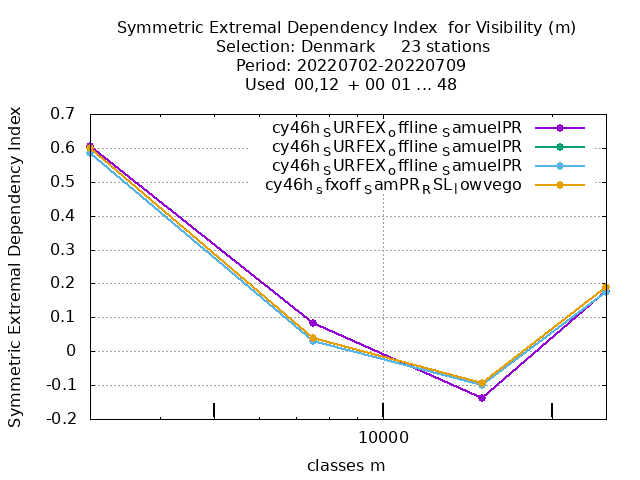 Symmetric Extremal Dependency Index for Visibility (m)
Selection: Denmark 23 stations
Period: 20220702-20220709
Used 00,12 + 00 01 ... 48
Symmetric Extremal Dependency Index
0.7
0.6
0.5
0.4
0.3
0.2
0.1
0
-0.1
-0.2
cy46h_SURFEX_offline_SamuelPR
cy46h_SURFEX_offline_SamuelPR
cy46h_SURFEX_offline_SamuelPR
cy46h_sfxoff_SamPR_RSL_lowvego
10000
classes m